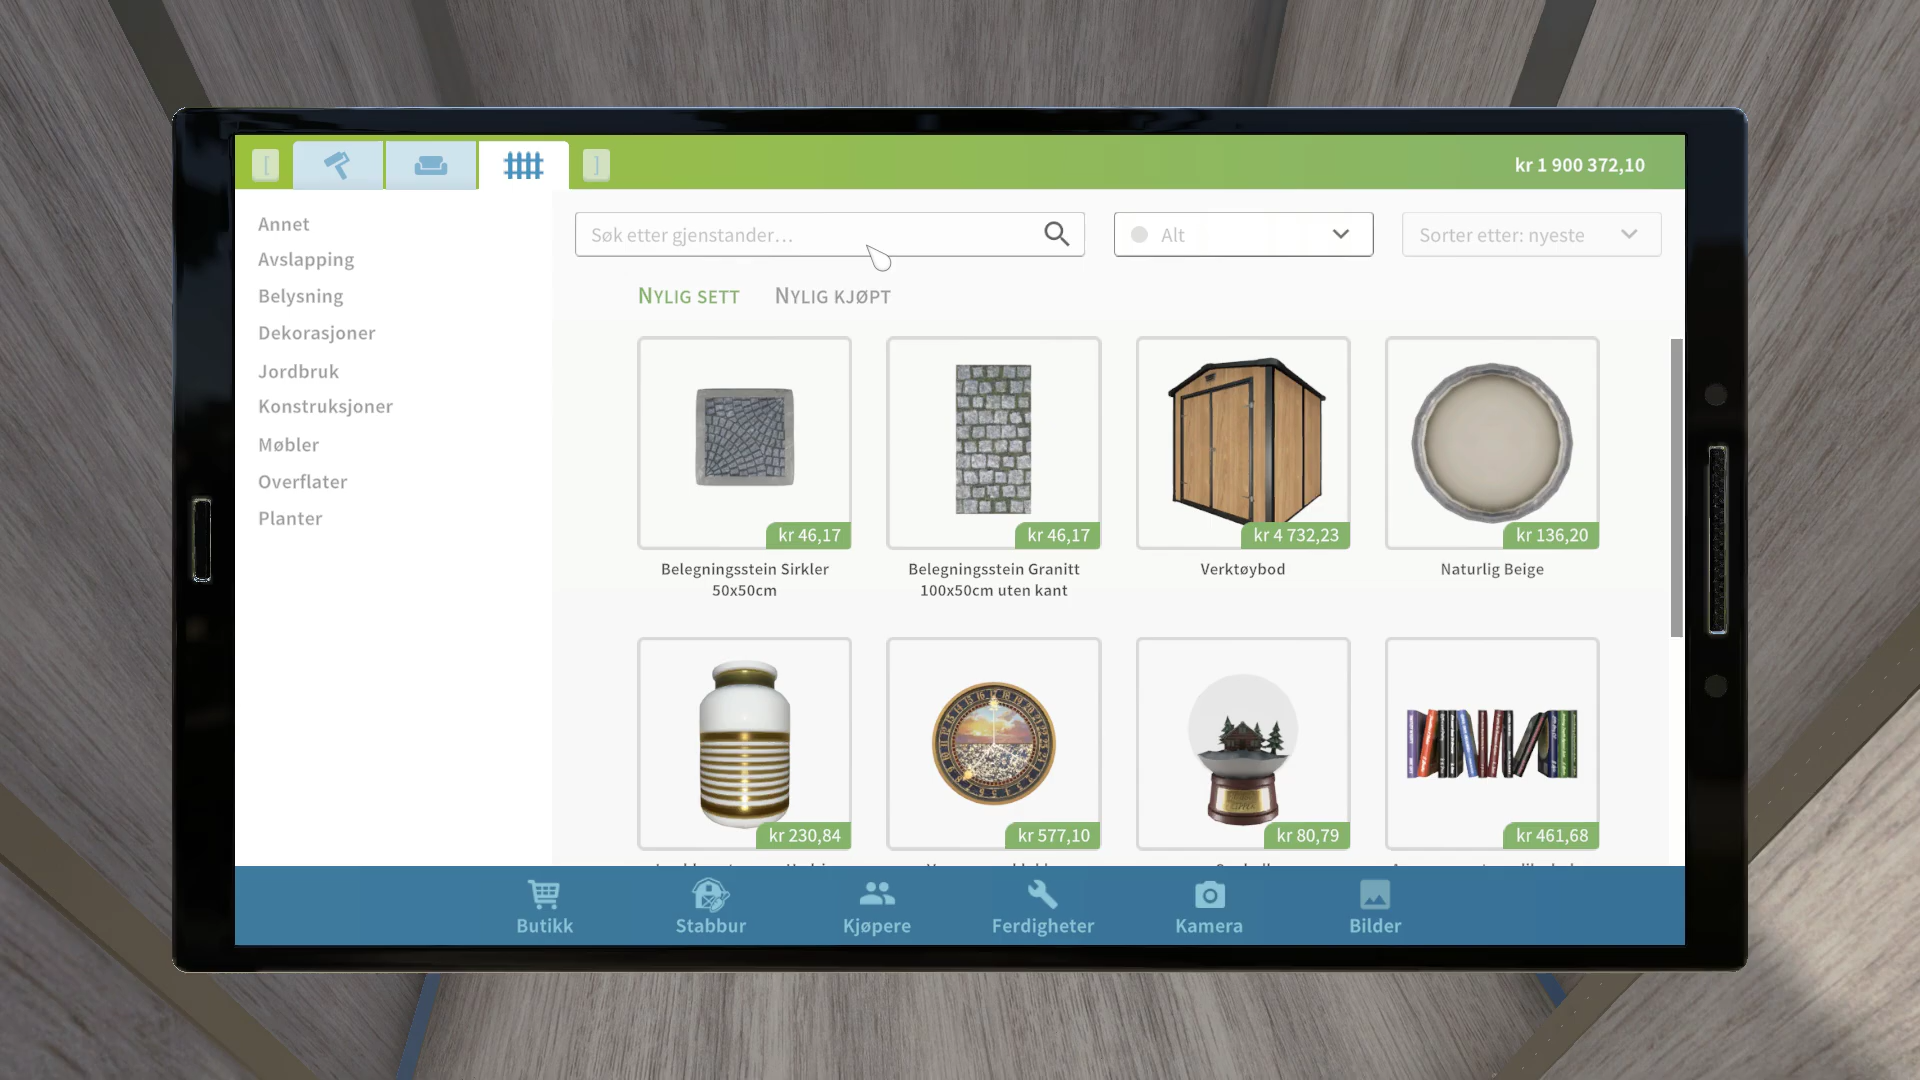 [
]
kr 1 900 372,10
Annet
Avslapping
Belysning
Dekorasjoner
Jordbruk
Konstruksjoner
Møbler
Overflater
Planter
Søk etter gjenstander...
Alt
Sorter etter: nyeste
NYLIG SETT
NYLIG KJØPT
kr 46,17
kr 46,17
kr 4 732,23
kr 136,20
Belegningsstein Sirkler
50x50cm
Belegningsstein Granitt
100x50cm uten kant
Verktøybod
Naturlig Beige
kr 230,84
kr 577,10
kr 80,79
kr 461,68
Butikk
Stabbur
Kjøpere
Ferdigheter
Kamera
Bilder